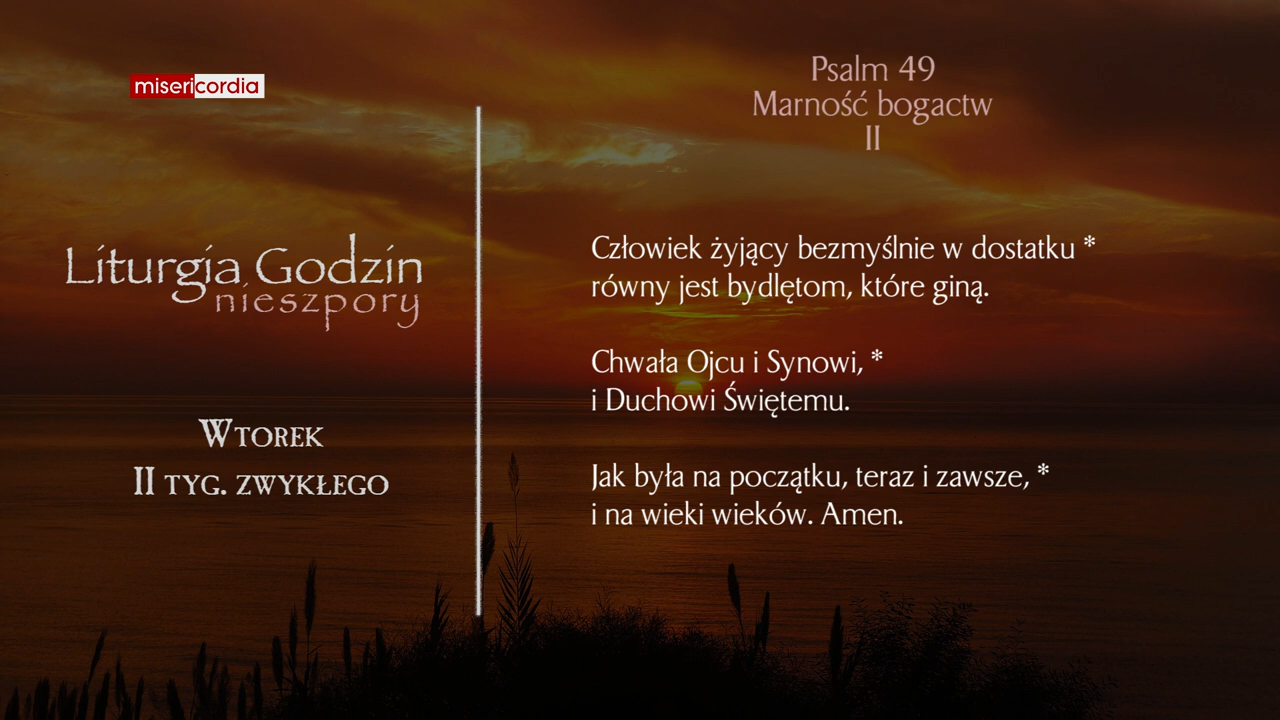 misericordia
Liturgia Godzin
nieszpory
Wtorek
II tyg. zwykłego
Psalm 49
Marność bogactw
II
Człowiek żyjący bezmyślnie w dostatku *
równy jest bydlętom, które giną.
Chwała Ojcu i Synowi, *
i Duchowi Świętemu.
Jak była na początku, teraz i zawsze, *
i na wieki wieków. Amen.